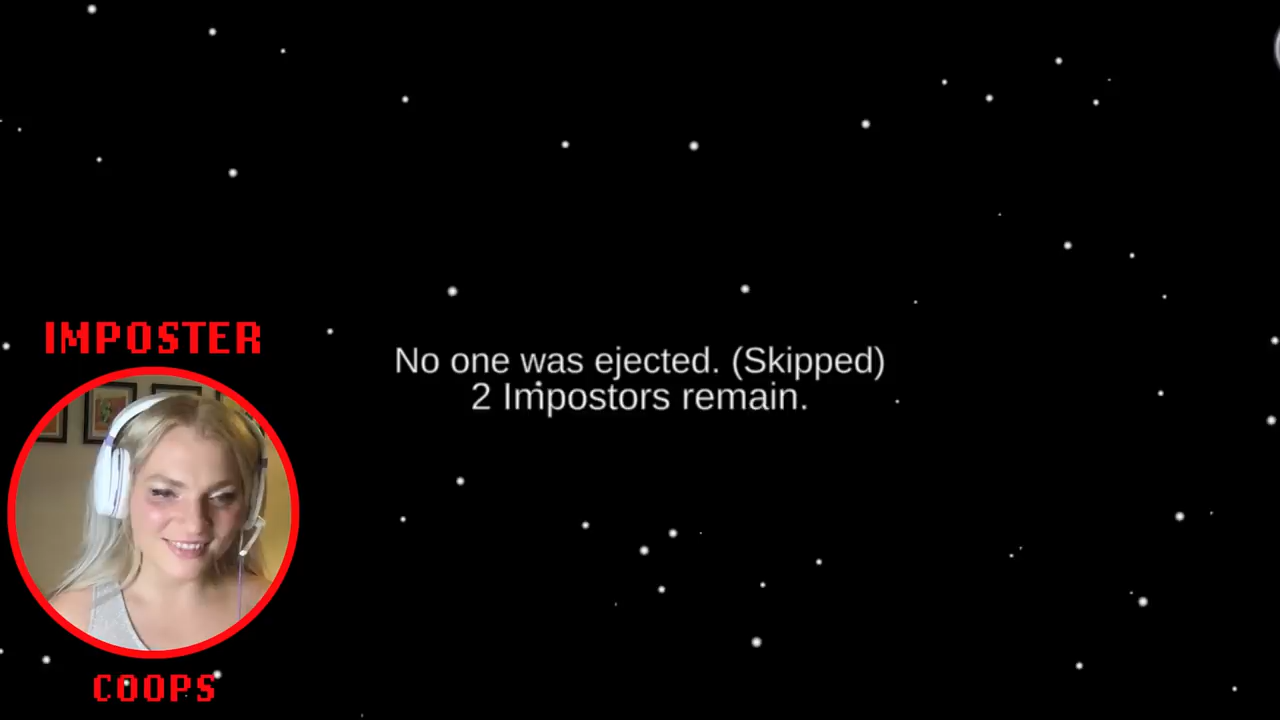 No one was ejected. (Skipped)
2 Impostors remain.
IMPOSTER
COOPS